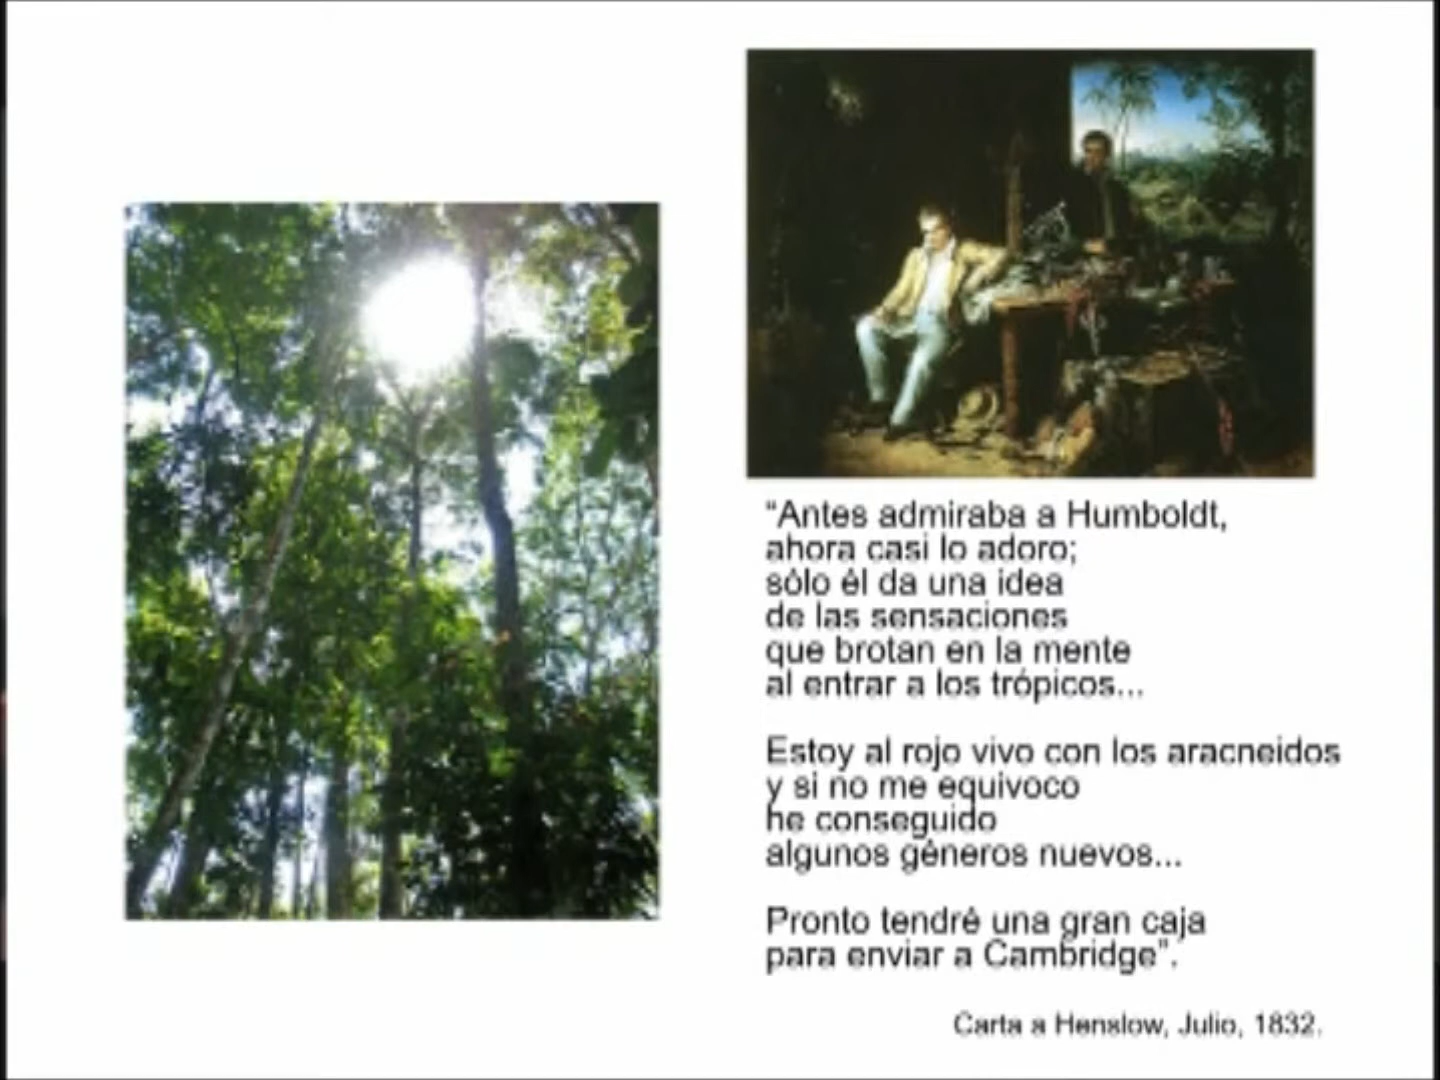 “Antes admiraba a Humboldt,
ahora casi lo adoro;
sólo él da una idea
de las sensaciones
que brotan en la mente
al entrar a los trópicos...
Estoy al rojo vivo con los aracneidos
y si no me equivoco
he conseguido
algunos géneros nuevos...
Pronto tendré una gran caja
para enviar a Cambridge”.
Carta a Henslow, Julio, 1832.